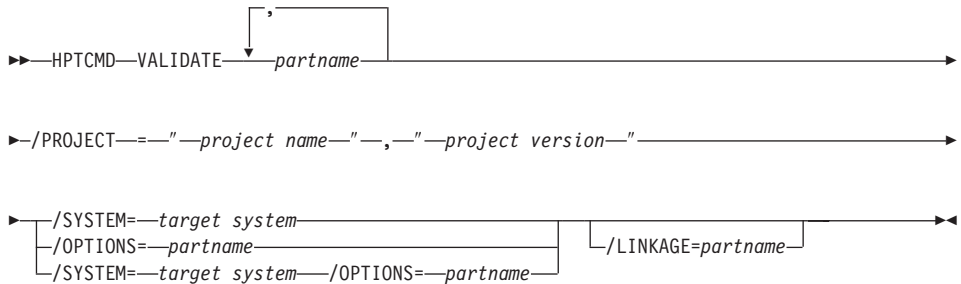 ,
HPTCMD VALIDATE partname
/PROJECT = " project name " , " project version "
/SYSTEM= target system
/OPTIONS= partname /LINKAGE=partname
/SYSTEM= target system /OPTIONS= partname